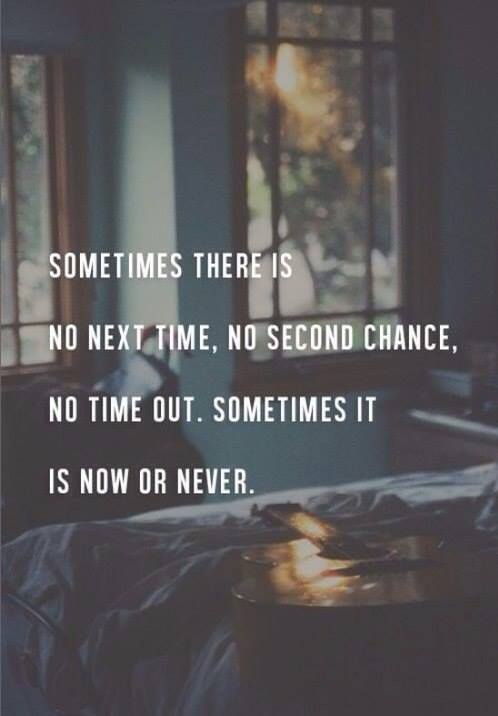 SOMETIMES THERE IS
NO NEXT TIME, NO SECOND CHANCE,
NO TIME OUT. SOMETIMES IT
IS NOW OR NEVER.